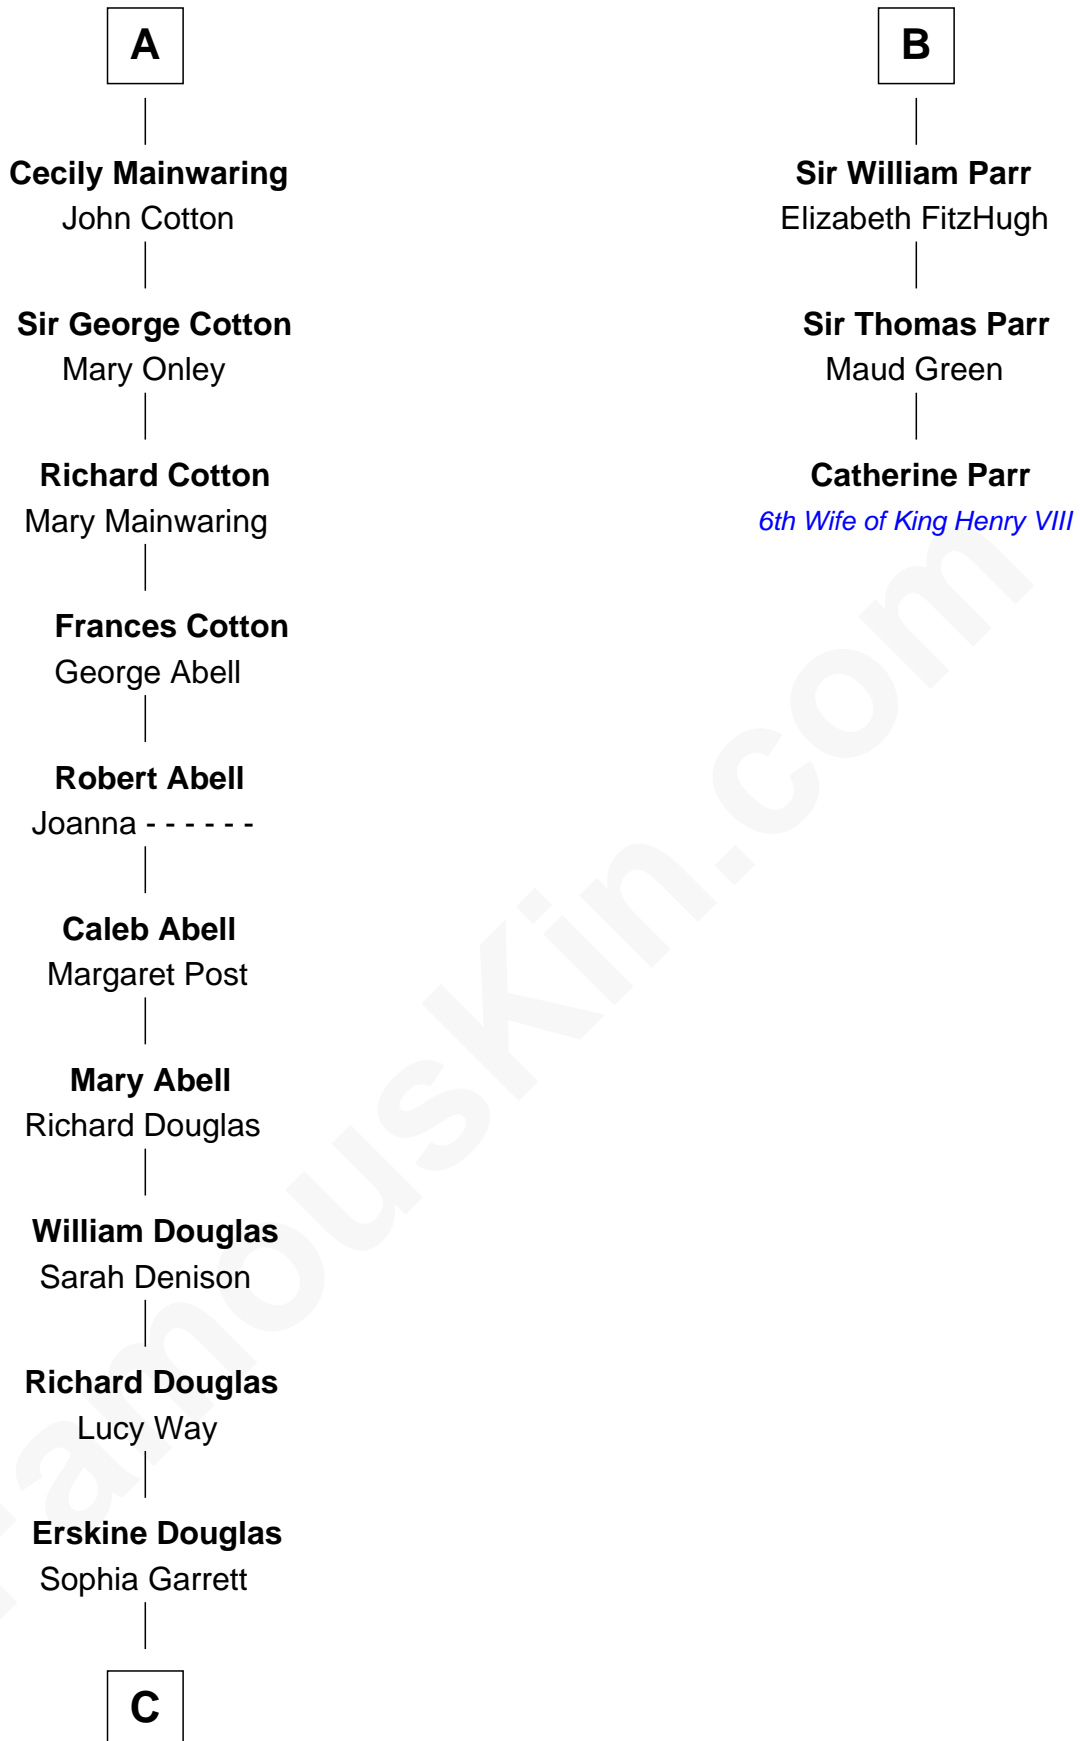 A
Cecily Mainwaring
John Cotton
Sir George Cotton
Mary Onley
Richard Cotton
Mary Mainwaring
Frances Cotton
George Abell
Robert Abell
Joanna - - - - - -
Caleb Abell
Margaret Post
Mary Abell
Richard Douglas
William Douglas
Sarah Denison
Richard Douglas
Lucy Way
Erskine Douglas
Sophia Garrett
C
B
Sir William Parr
Elizabeth FitzHugh
Sir Thomas Parr
Maud Green
Catherine Parr
6th Wife of King Henry VIII
FamousKin.com